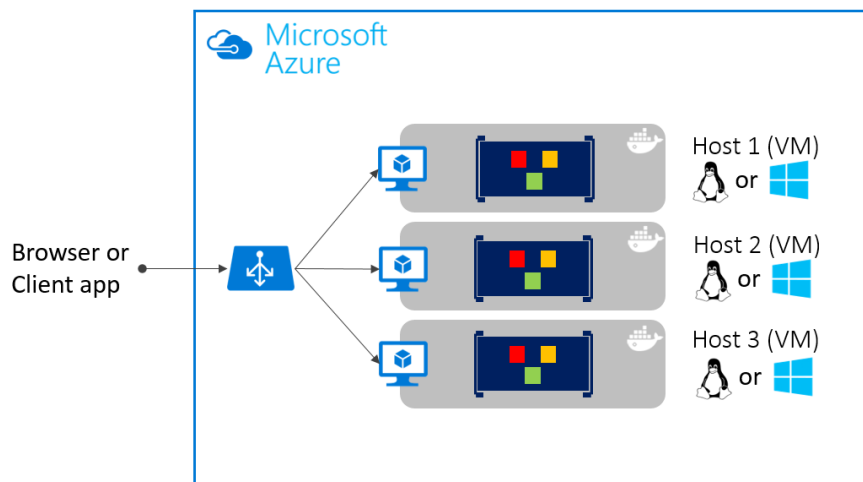 Microsoft
Azure
Host 1 (VM)
or
Browser or
Client app
Host 2 (VM)
or
Host 3 (VM)
or